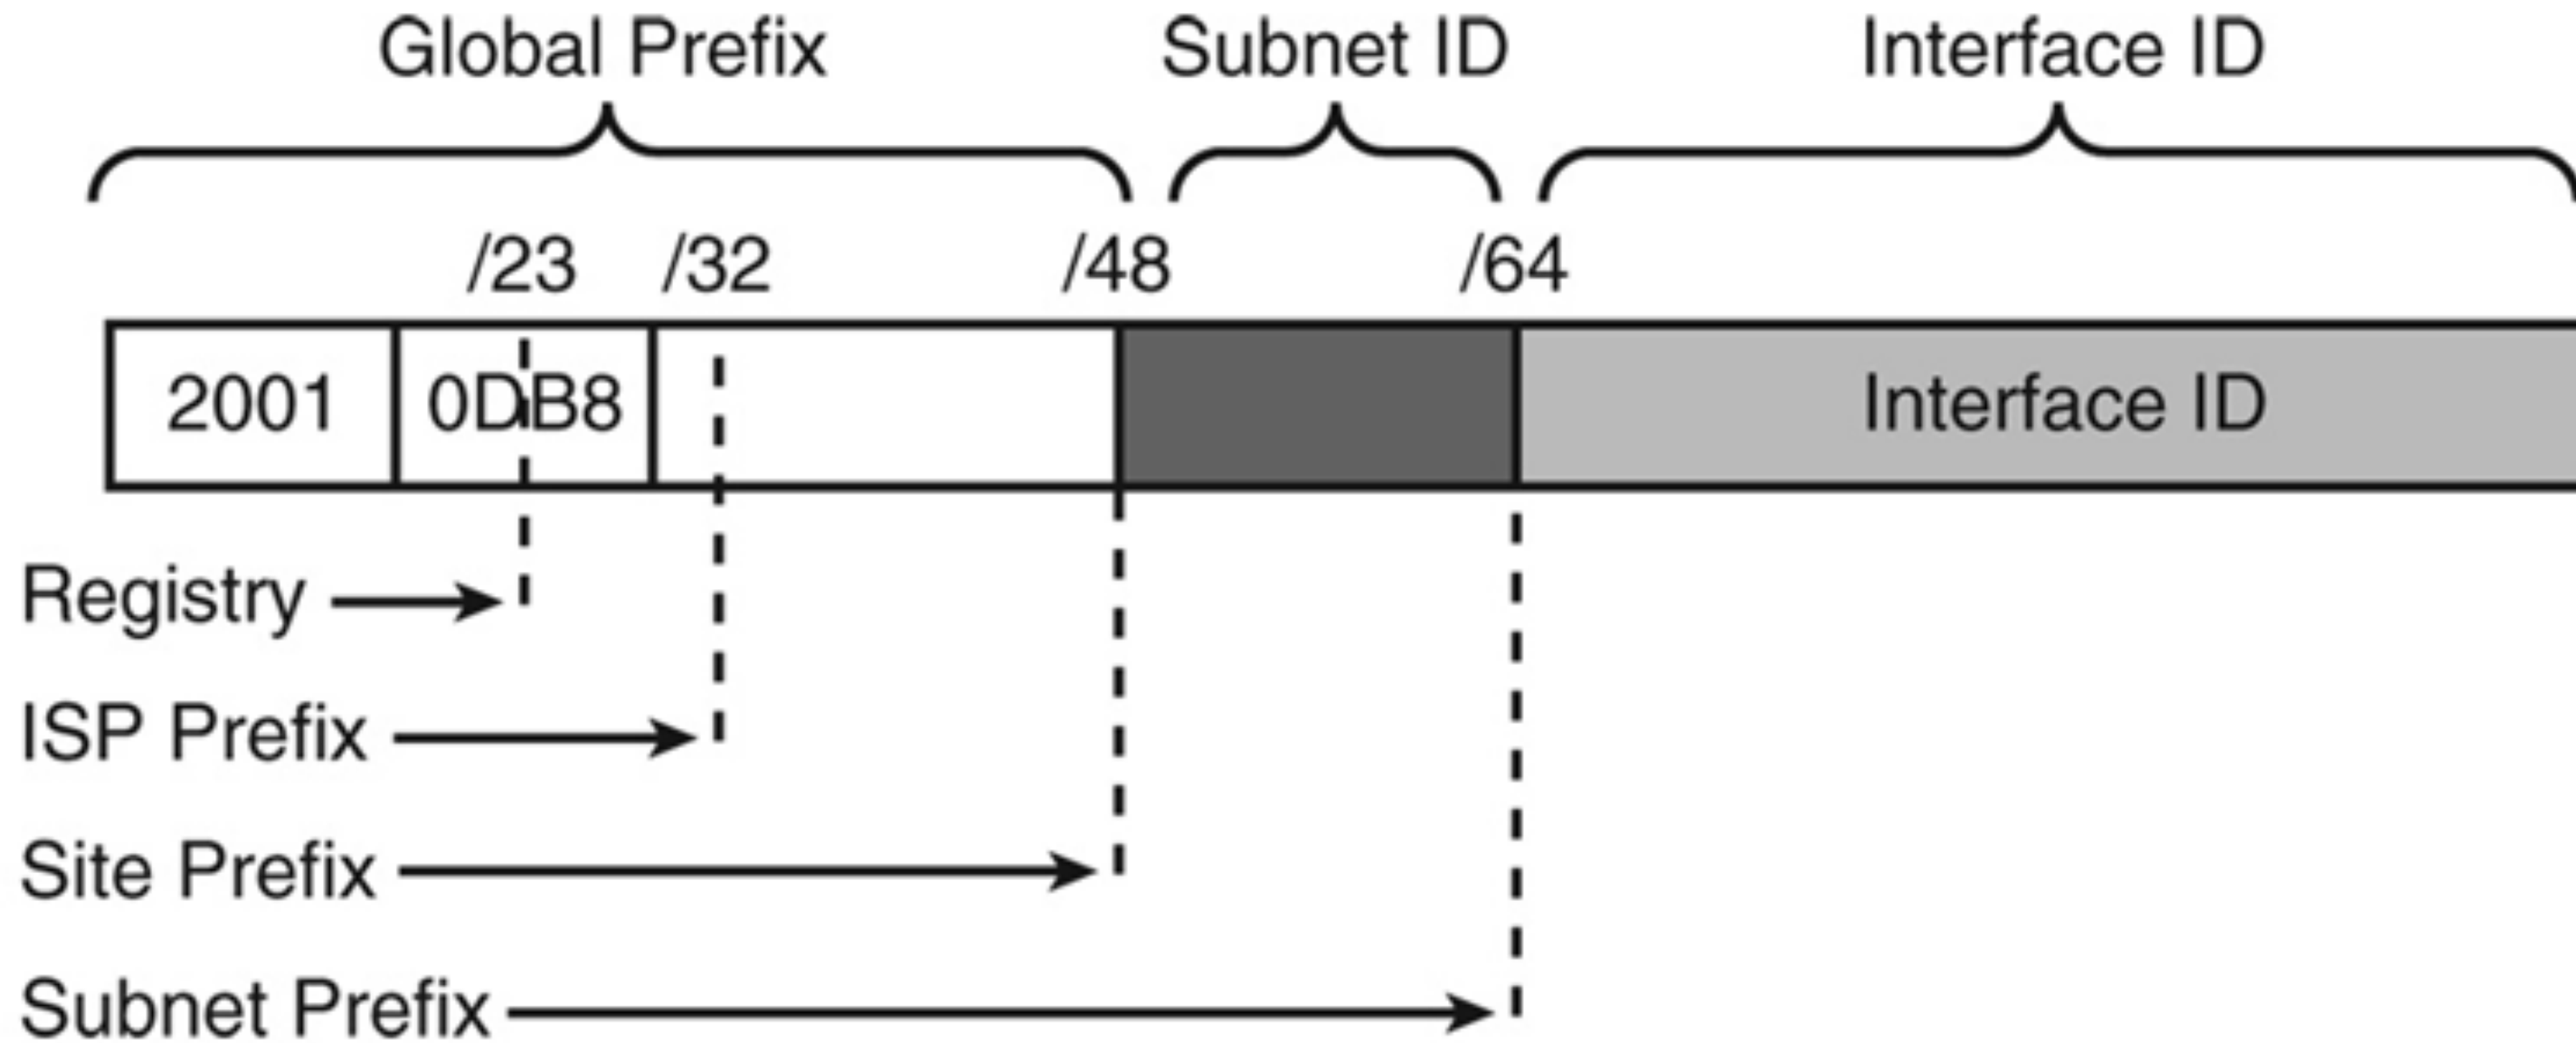 Global Prefix Subnet ID Interface ID
/23 /32 /48 /64
2001 0DB8 Interface ID
Registry
ISP Prefix
Site Prefix
Subnet Prefix